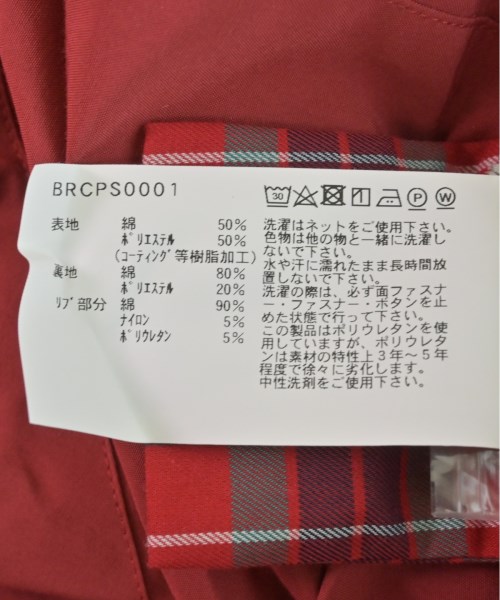 BRCPS0001
30
P
W
表地 綿 50%
ポリエステル 50%
(コーティング等樹脂加工)
裏地 綿 80%
ポリエステル 20%
リブ部分 綿 90%
ナイロン 5%
ポリウレタン 5%
洗濯はネットをご使用下さい。
色物は他の物と一緒に洗濯し
ないで下さい。
水や汗に濡れたまま長時間放
置しないで下さい。
洗濯の際は、必ず面ファスナ
ー・ファスナー・ボタンを止
めた状態で行って下さい。
この製品はポリウレタンを使
用していますが、ポリウレタ
ンは素材の特性上3年～5年
程度で徐々に劣化します。
中性洗剤をご使用下さい。